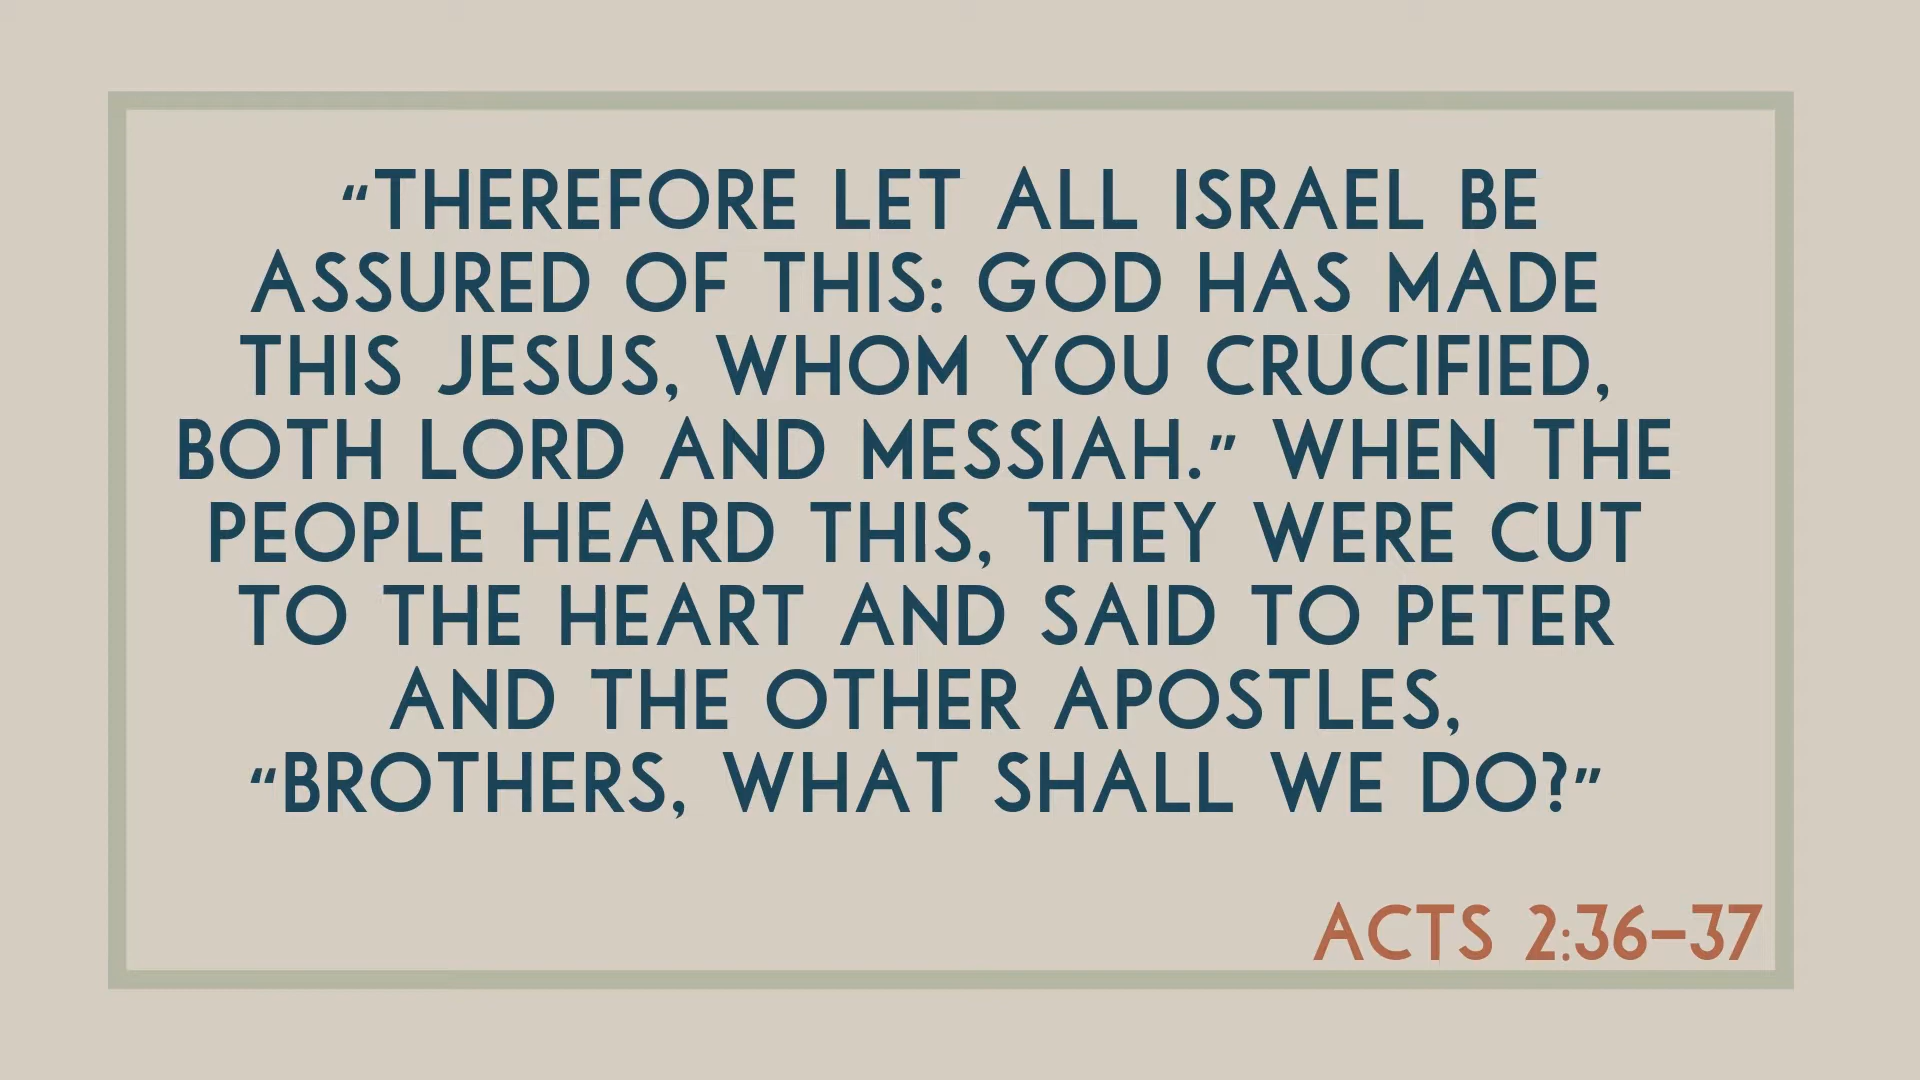 “THEREFORE LET ALL ISRAEL BE
ASSURED OF THIS: GOD HAS MADE
THIS JESUS, WHOM YOU CRUCIFIED,
BOTH LORD AND MESSIAH.” WHEN THE
PEOPLE HEARD THIS, THEY WERE CUT
TO THE HEART AND SAID TO PETER
AND THE OTHER APOSTLES,
“BROTHERS, WHAT SHALL WE DO?”
ACTS 2:36–37